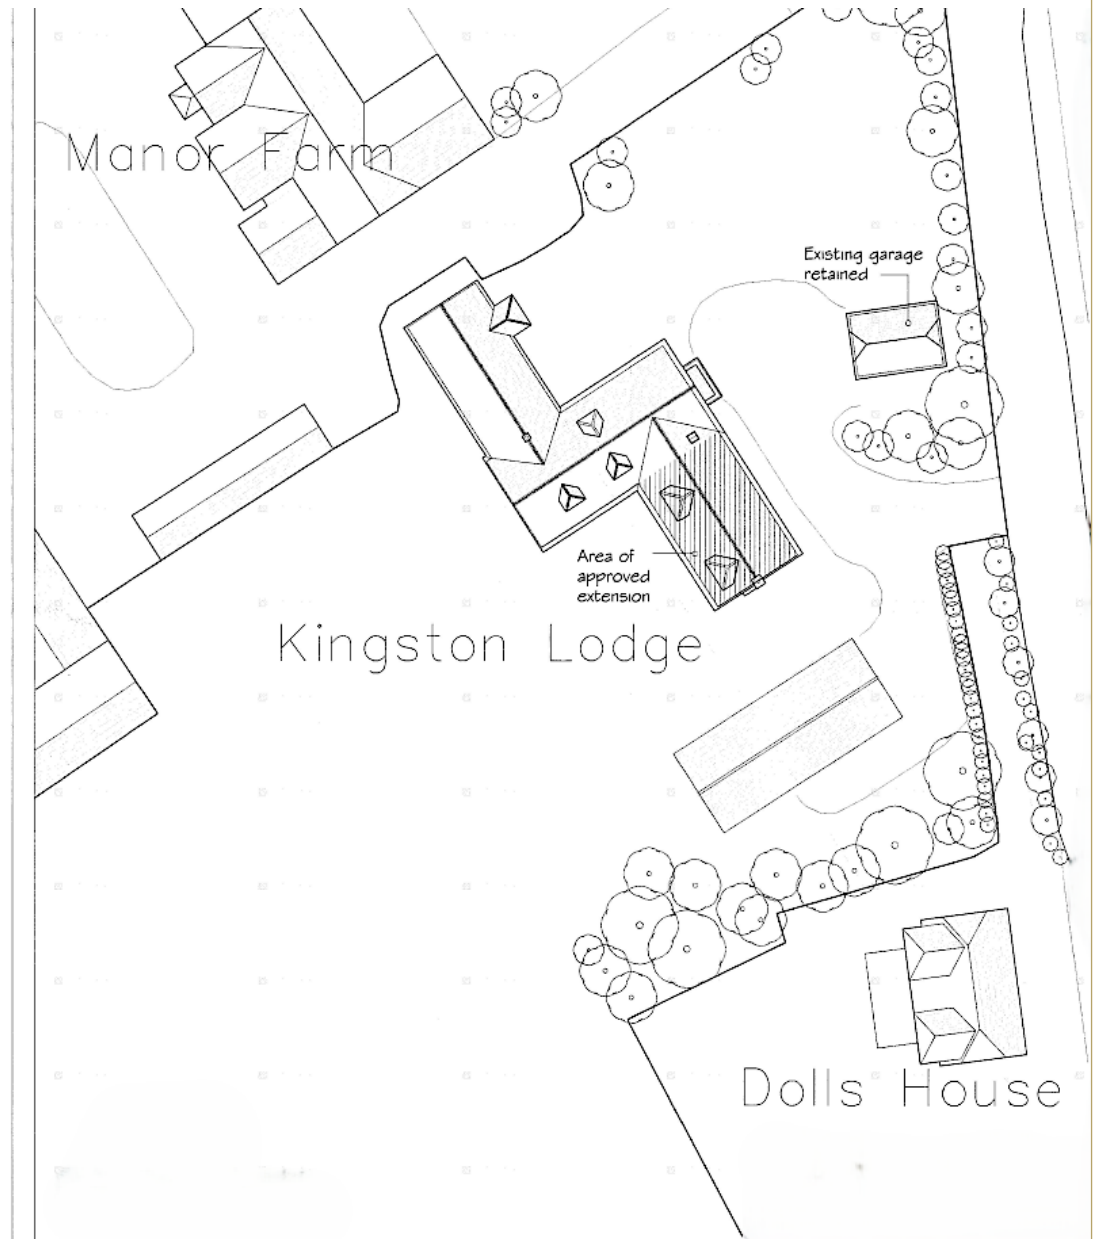 Manor Farm
Existing garage
retained
Area of
approved
extension
Kingston Lodge
Dolls House